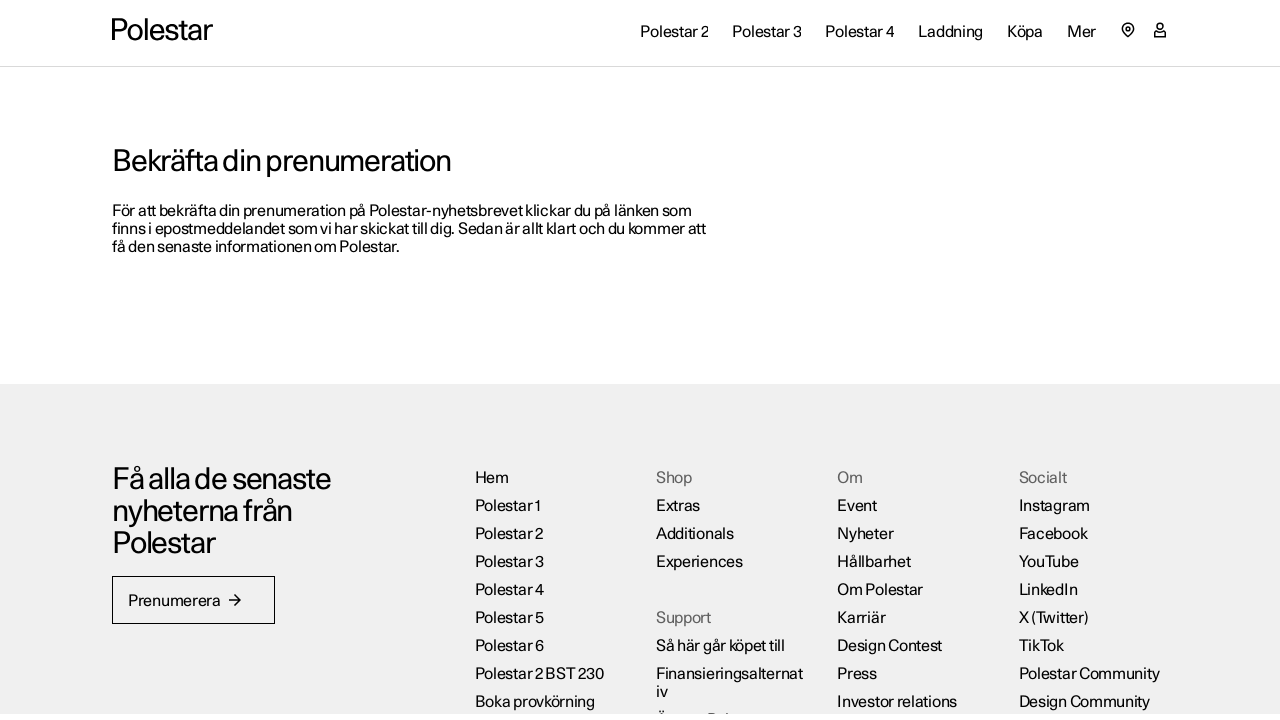 Polestar
Polestar 2
Polestar 3
Polestar 4
Laddning
Köpa
Mer
Bekräfta din prenumeration
För att bekräfta din prenumeration på Polestar-nyhetsbrevet klickar du på länken som
finns i epostmeddelandet som vi har skickat till dig. Sedan är allt klart och du kommer att
få den senaste informationen om Polestar.
Få alla de senaste
nyheterna från
Polestar
Prenumerera
Hem
Polestar 1
Polestar 2
Polestar 3
Polestar 4
Polestar 5
Polestar 6
Polestar 2 BST 230
Boka provkörning
Shop
Extras
Additionals
Experiences
Support
Så här går köpet till
Finansieringsalternat
iv
Om
Event
Nyheter
Hållbarhet
Om Polestar
Karriär
Design Contest
Press
Investor relations
Socialt
Instagram
Facebook
YouTube
LinkedIn
X (Twitter)
TikTok
Polestar Community
Design Community